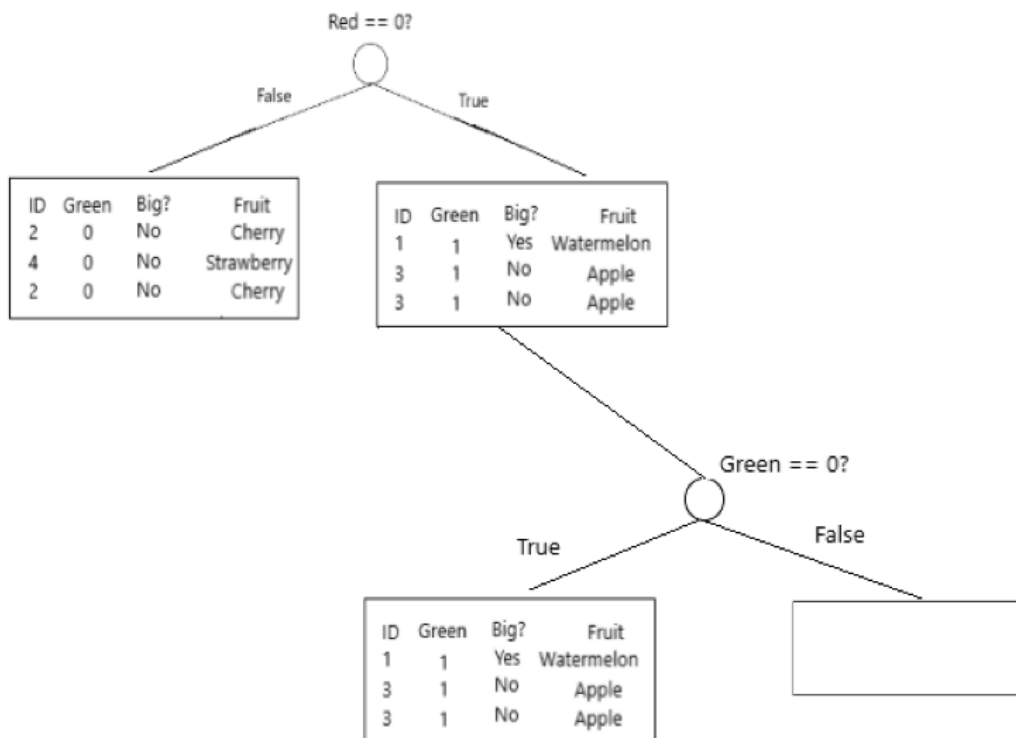 Red == 0?
False
True
ID Green Big? Fruit
2 0 No Cherry
4 0 No Strawberry
2 0 No Cherry
ID Green Big? Fruit
1 1 Yes Watermelon
3 1 No Apple
3 1 No Apple
Green == 0?
True
False
ID Green Big? Fruit
1 1 Yes Watermelon
3 1 No Apple
3 1 No Apple